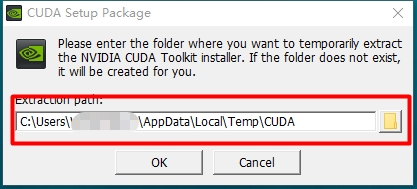 CUDA Setup Package
Please enter the folder where you want to temporarily extract
the NVIDIA CUDA Toolkit installer. If the folder does not exist,
it will be created for you.
Extraction path:
C:\Users\ \AppData\Local\Temp\CUDA
OK
Cancel